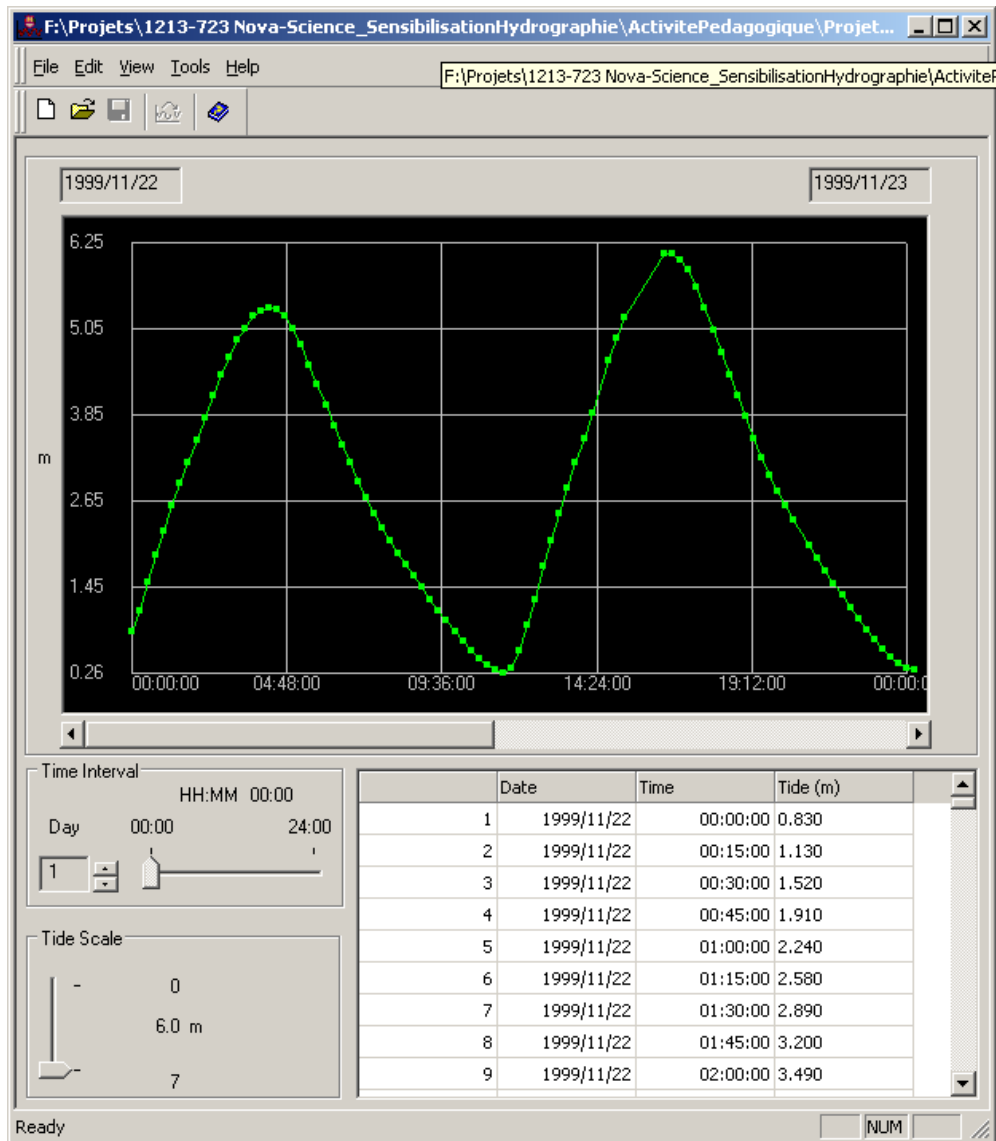 F:\Projets\1213-723 Nova-Science_SensibilisationHydrographie\ActivitePedagogique\Projet...
File Edit View Tools Help
F:\Projets\1213-723 Nova-Science_SensibilisationHydrographie\ActiviteP
1999/11/22 1999/11/23
6.25
5.05
3.85
m
2.65
1.45
0.26
00:00:00 04:48:00 09:36:00 14:24:00 19:12:00 00:00:0
Time Interval
HH:MM 00:00
Day 00:00 24:00
1
Tide Scale
0
6.0 m
7
Date Time Tide (m)
1 1999/11/22 00:00:00 0.830
2 1999/11/22 00:15:00 1.130
3 1999/11/22 00:30:00 1.520
4 1999/11/22 00:45:00 1.910
5 1999/11/22 01:00:00 2.240
6 1999/11/22 01:15:00 2.580
7 1999/11/22 01:30:00 2.890
8 1999/11/22 01:45:00 3.200
9 1999/11/22 02:00:00 3.490
Ready NUM